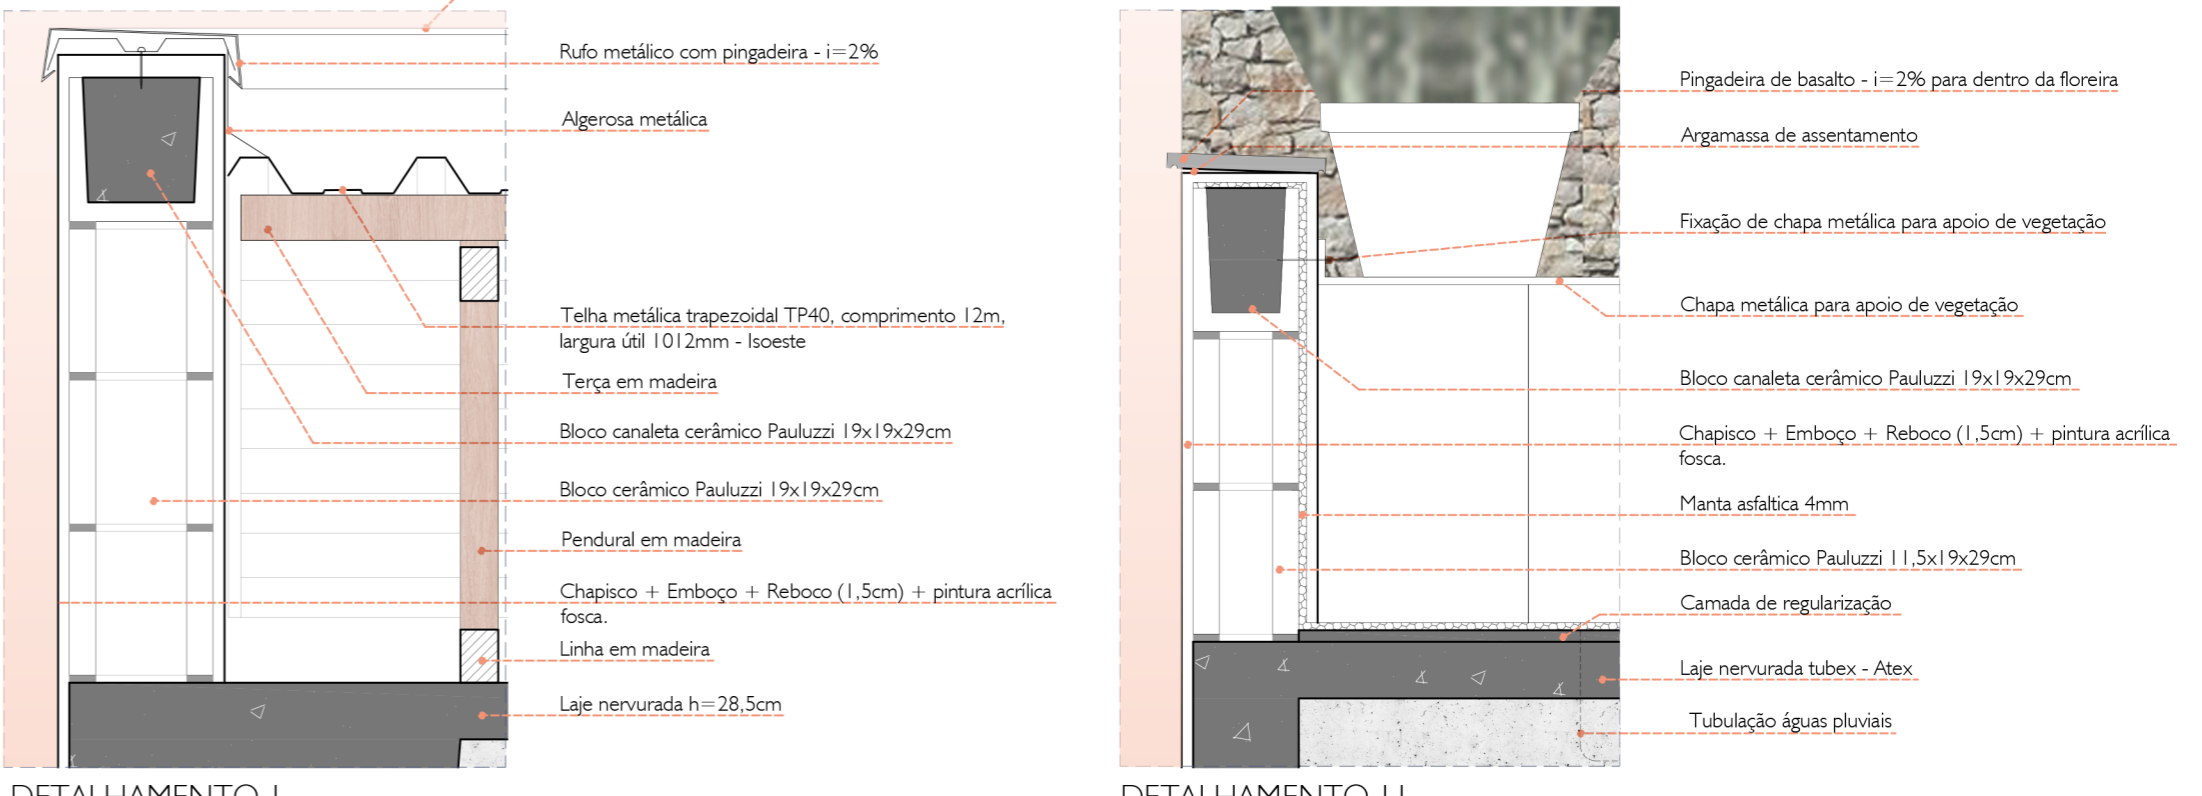 Rufo metálico com pingadeira - i=2%
Algerosa metálica
Telha metálica trapezoidal TP40, comprimento 12m,
largura útil 1012mm - Isoeste
Terça em madeira
Bloco canaleta cerâmico Pauluzzi 19x19x29cm
Bloco cerâmico Pauluzzi 19x19x29cm
Pendural em madeira
Chapisco + Emboço + Reboco (1,5cm) + pintura acrílica
fosca.
Linha em madeira
Laje nervurada h=28,5cm
DETALHAMENTO I
Pingadeira de basalto - i=2% para dentro da floreira
Argamassa de assentamento
Fixação de chapa metálica para apoio de vegetação
Chapa metálica para apoio de vegetação
Bloco canaleta cerâmico Pauluzzi 19x19x29cm
Chapisco + Emboço + Reboco (1,5cm) + pintura acrílica
fosca.
Manta asfaltica 4mm
Bloco cerâmico Pauluzzi 11,5x19x29cm
Camada de regularização
Laje nervurada tubex - Atex
Tubulação águas pluviais
DETALHAMENTO II